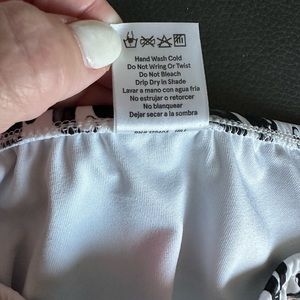 Hand Wash Cold
Do Not Wring Or Twist
Do Not Bleach
Drip Dry in Shade
Lavar a mano con agua fria
No estrujar o retorcer
No blanquear
Dejar secar a la sombra